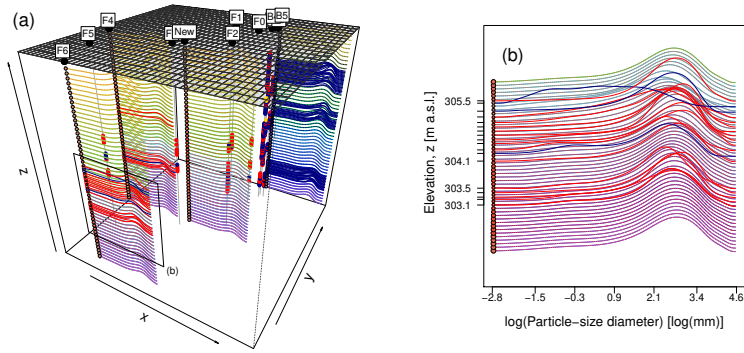 (a)
F6
F5
F4
F
New
F1
F2
F0
B
B5
z
x
y
(b)
(b)
Elevation, z [m a.s.l.]
305.5
304.1
303.5
303.1
−2.8 −1.5 −0.3 0.9 2.1 3.4 4.6
log(Particle−size diameter) [log(mm)]